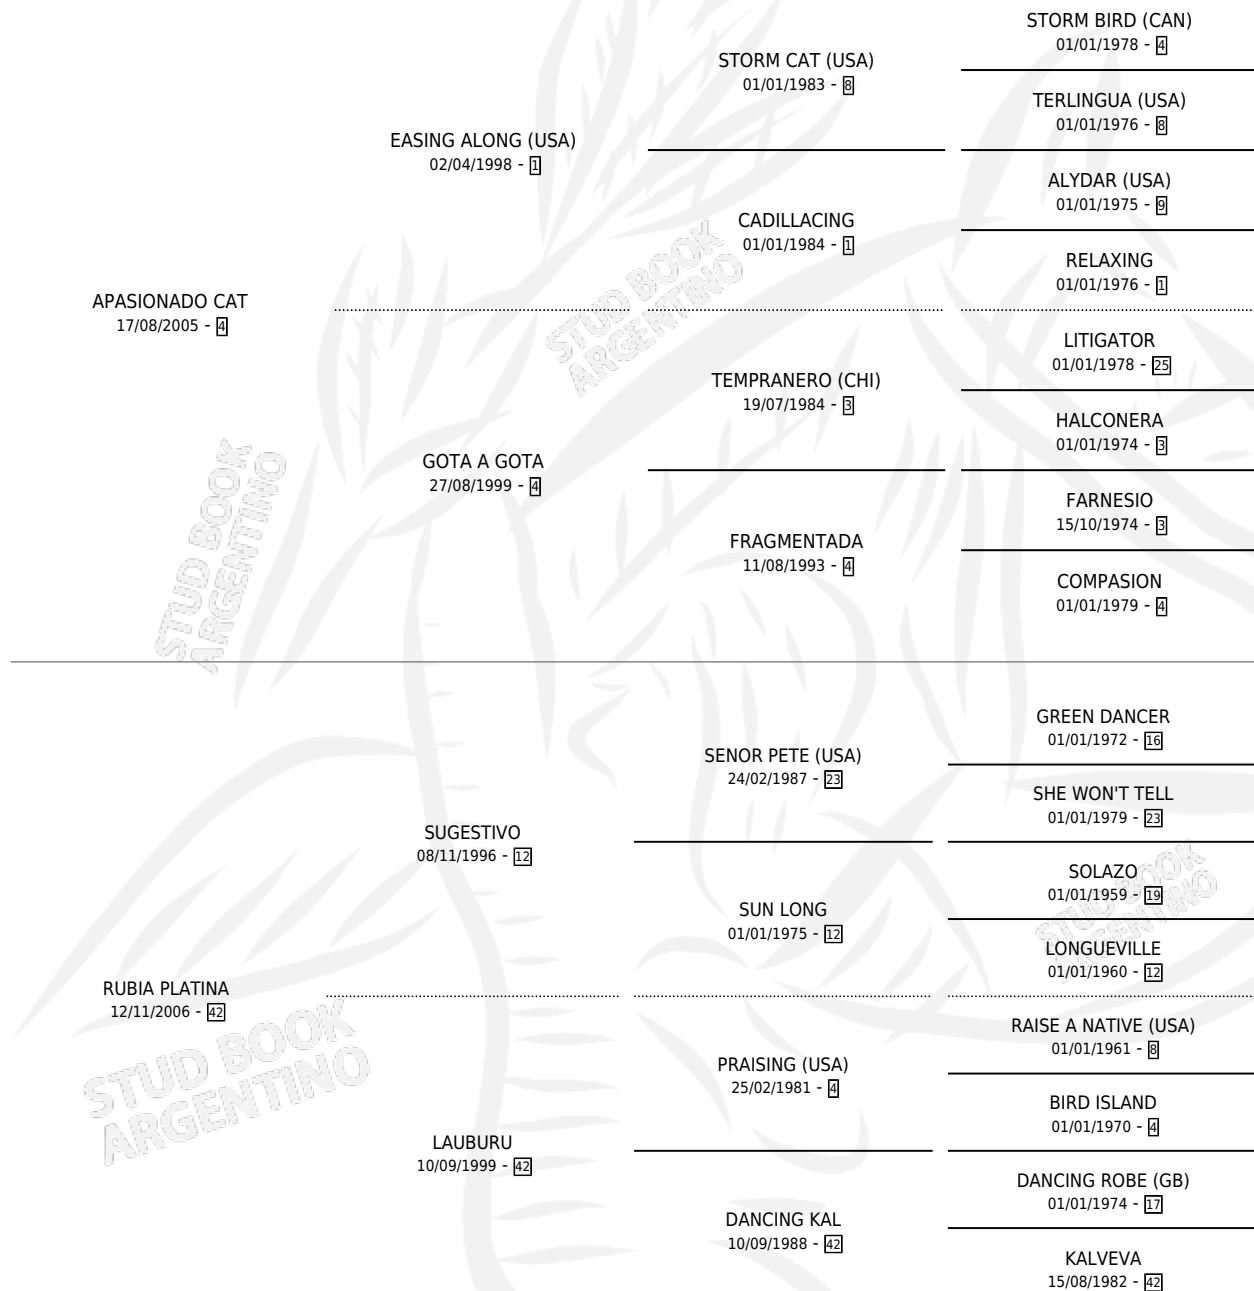 STORM BIRD (CAN)
01/01/1978 - 4
STORM CAT (USA)
01/01/1983 - 8
TERLINGUA (USA)
01/01/1976 - 8
EASING ALONG (USA)
02/04/1998 - 1
ALYDAR (USA)
01/01/1975 - 9
CADILLACING
01/01/1984 - 1
RELAXING
01/01/1976 - 1
APASIONADO CAT
17/08/2005 - 4
LITIGATOR
01/01/1978 - 25
TEMPRANERO (CHI)
19/07/1984 - 3
HALCONERA
01/01/1974 - 3
GOTA A GOTA
27/08/1999 - 4
FARNESIO
15/10/1974 - 3
FRAGMENTADA
11/08/1993 - 4
COMPASION
01/01/1979 - 4
GREEN DANCER
01/01/1972 - 16
SENOR PETE (USA)
24/02/1987 - 23
SHE WON'T TELL
01/01/1979 - 23
SUGESTIVO
08/11/1996 - 12
SOLAZO
01/01/1959 - 19
SUN LONG
01/01/1975 - 12
LONGUEVILLE
01/01/1960 - 12
RUBIA PLATINA
12/11/2006 - 42
RAISE A NATIVE (USA)
01/01/1961 - 8
PRAISING (USA)
25/02/1981 - 4
BIRD ISLAND
01/01/1970 - 4
LAUBURU
10/09/1999 - 42
DANCING ROBE (GB)
01/01/1974 - 17
DANCING KAL
10/09/1988 - 42
KALVEVA
15/08/1982 - 42
STUD BOOK
ARGENTINO
STUD BOOK
ARGENTINO
STUD BOOK
ARGENTINO
STUD BOOK
ARGENTINO